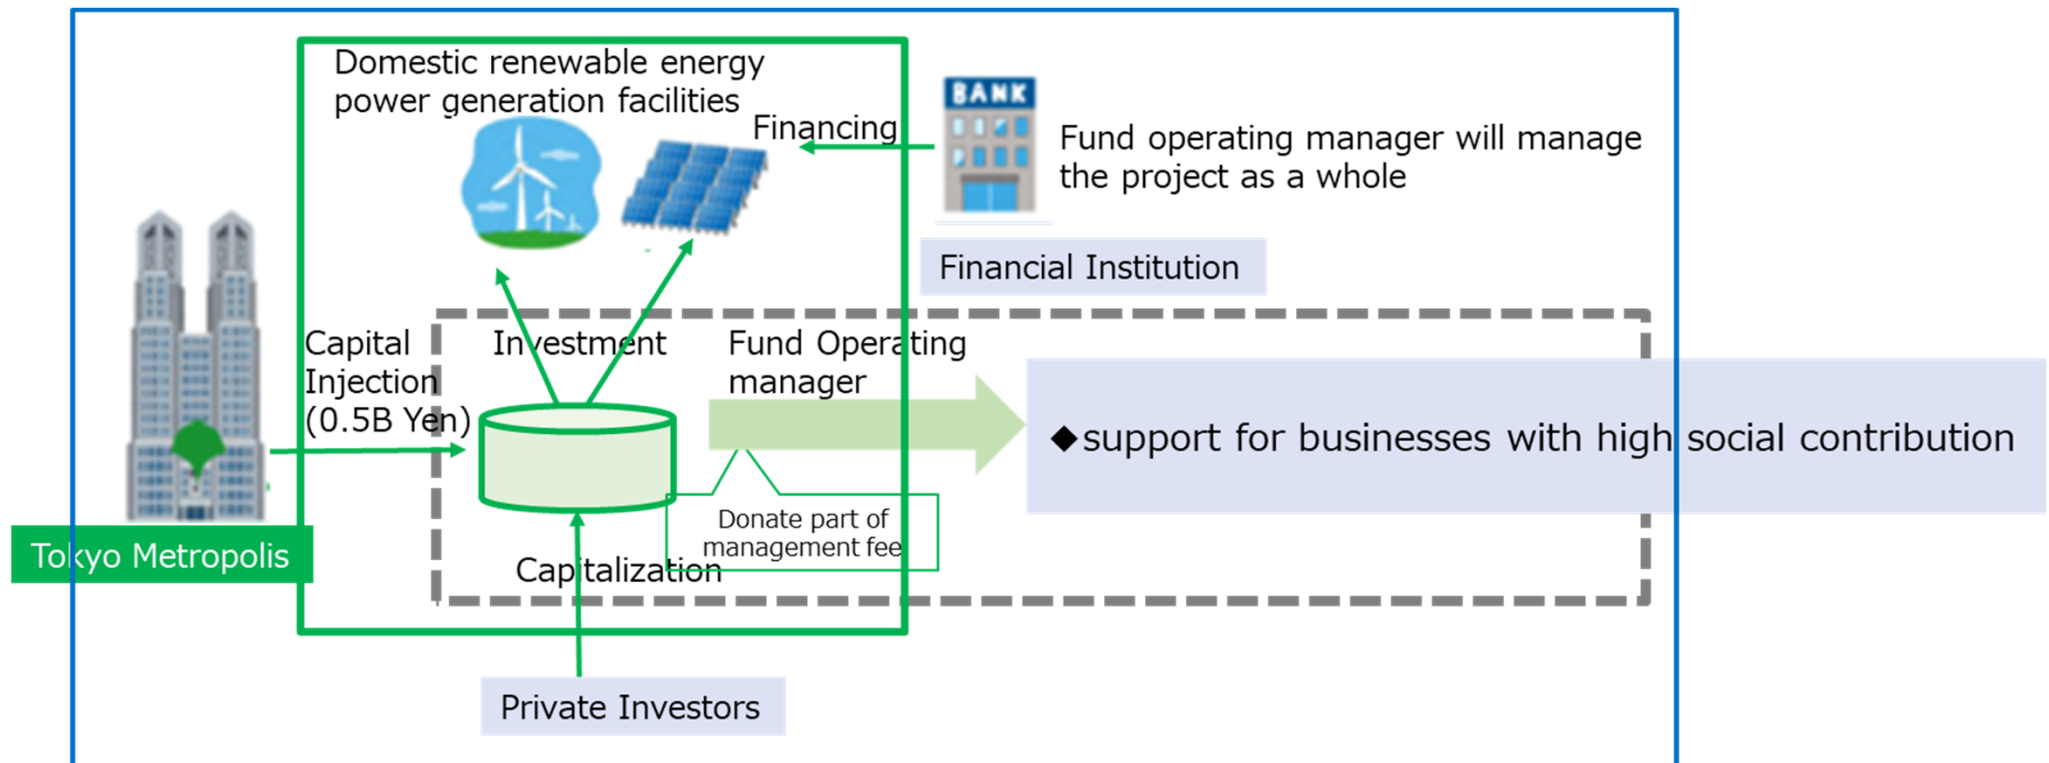 Domestic renewable energy
power generation facilities
Financing
BANK
Fund operating manager will manage
the project as a whole
Financial Institution
Capital
Injection
(0.5B Yen)
Investment
Fund Operating
manager
◆support for businesses with high social contribution
Donate part of
management fee
Tokyo Metropolis
Capitalization
Private Investors